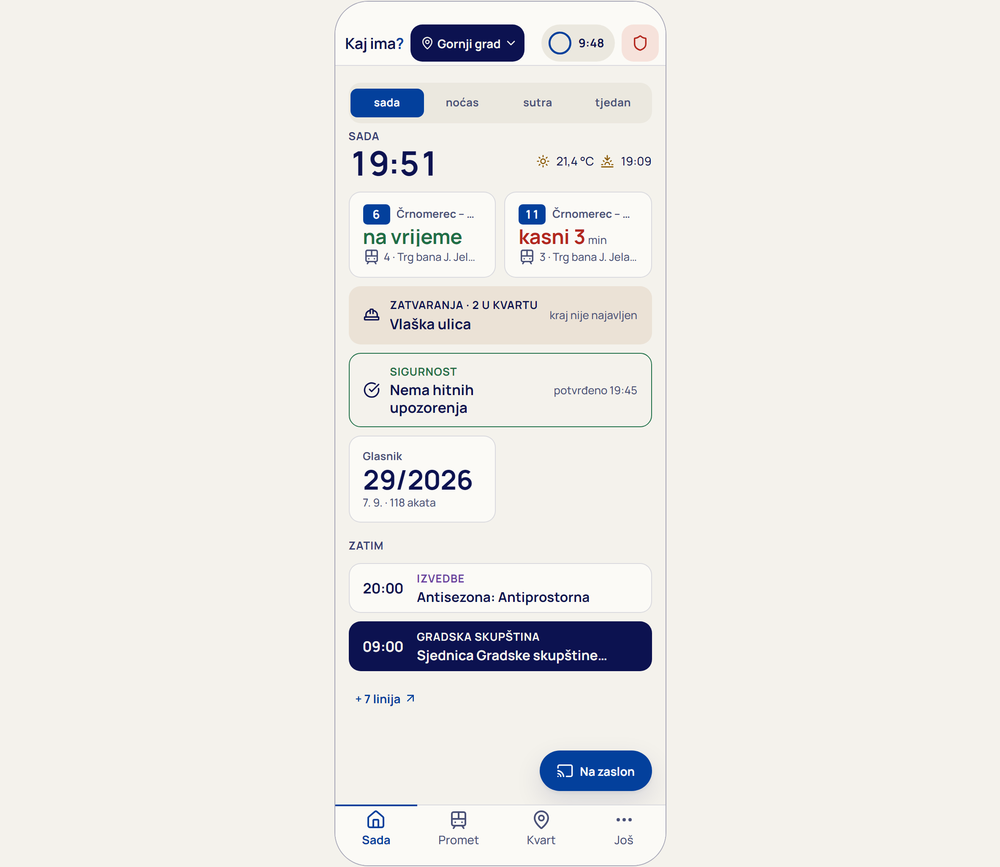 Kaj ima?
Gornji grad
9:48
sada
noćas
sutra
tjedan
SADA
19:51
21,4 °C
19:09
6 Črnomerec – ...
na vrijeme
4 · Trg bana J. Jel...
11 Črnomerec – ...
kasni 3 min
3 · Trg bana J. Jela...
ZATVARANJA · 2 U KVARTU
Vlaška ulica
kraj nije najavljen
SIGURNOST
Nema hitnih
upozorenja
potvrđeno 19:45
Glasnik
29/2026
7. 9. · 118 akata
ZATIM
20:00
IZVEDBE
Antisezona: Antiprostorna
09:00
GRADSKA SKUPŠTINA
Sjednica Gradske skupštine...
+ 7 linija
Na zaslon
Sada
Promet
Kvart
Još